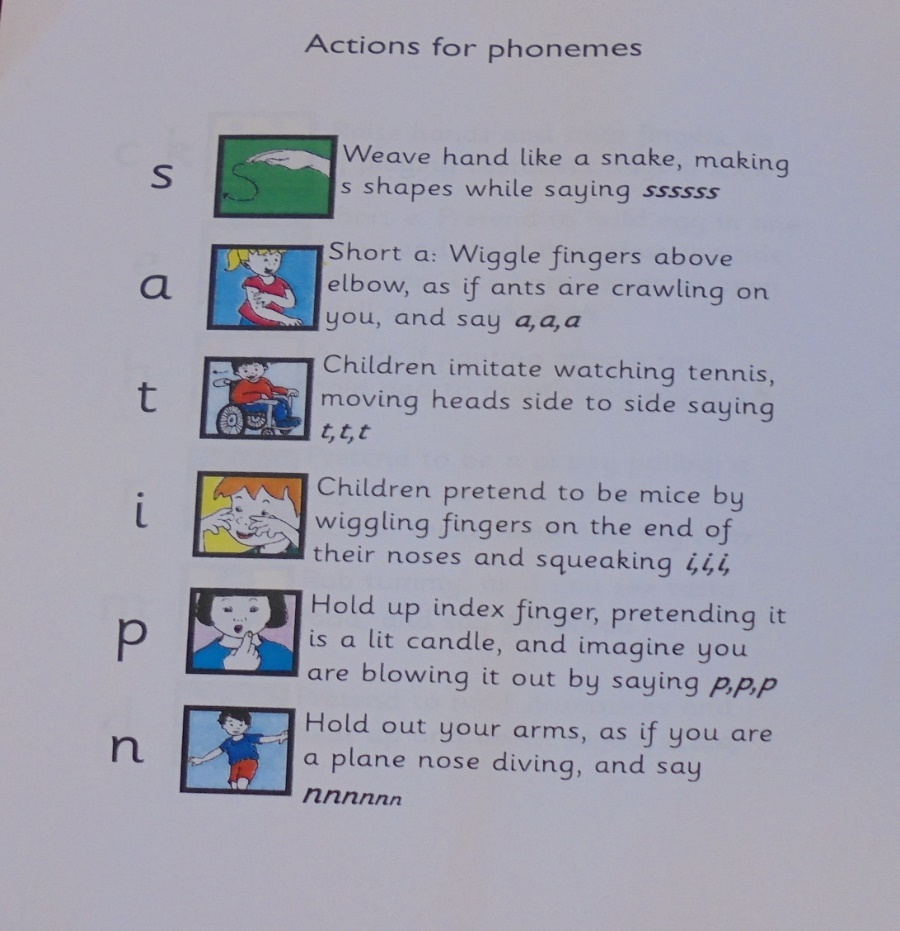 Actions for phonemes
s
Weave hand like a snake, making
s shapes while saying ssssss
a
Short a: Wiggle fingers above
elbow, as if ants are crawling on
you, and say a,a,a
t
Children imitate watching tennis,
moving heads side to side saying
t,t,t
i
Children pretend to be mice by
wiggling fingers on the end of
their noses and squeaking i,i,i,
p
Hold up index finger, pretending it
is a lit candle, and imagine you
are blowing it out by saying p,p,p
n
Hold out your arms, as if you are
a plane nose diving, and say
nnnnnn